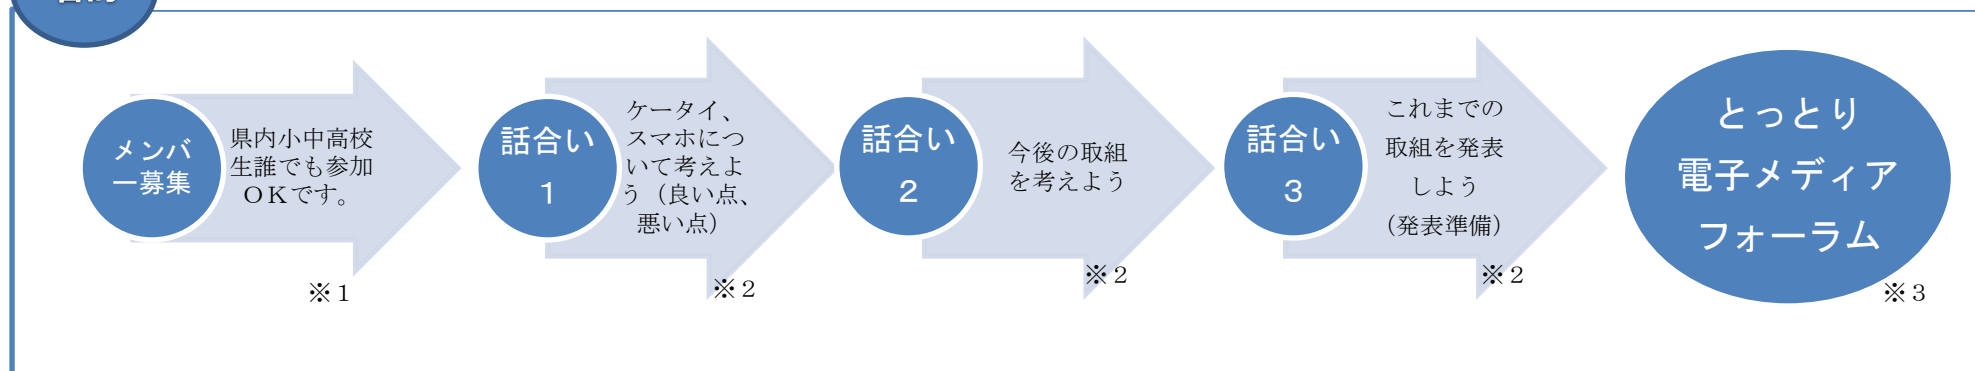 メンバ
ー募集
県内小中高校
生誰でも参加
ＯＫです。
※１
話合い
１
ケータイ、
スマホにつ
いて考えよ
う（良い点、
悪い点）
※２
話合い
２
今後の取組
を考えよう
※２
話合い
３
これまでの
取組を発表
しよう
（発表準備）
※２
とっとり
電子メディア
フォーラム
※３